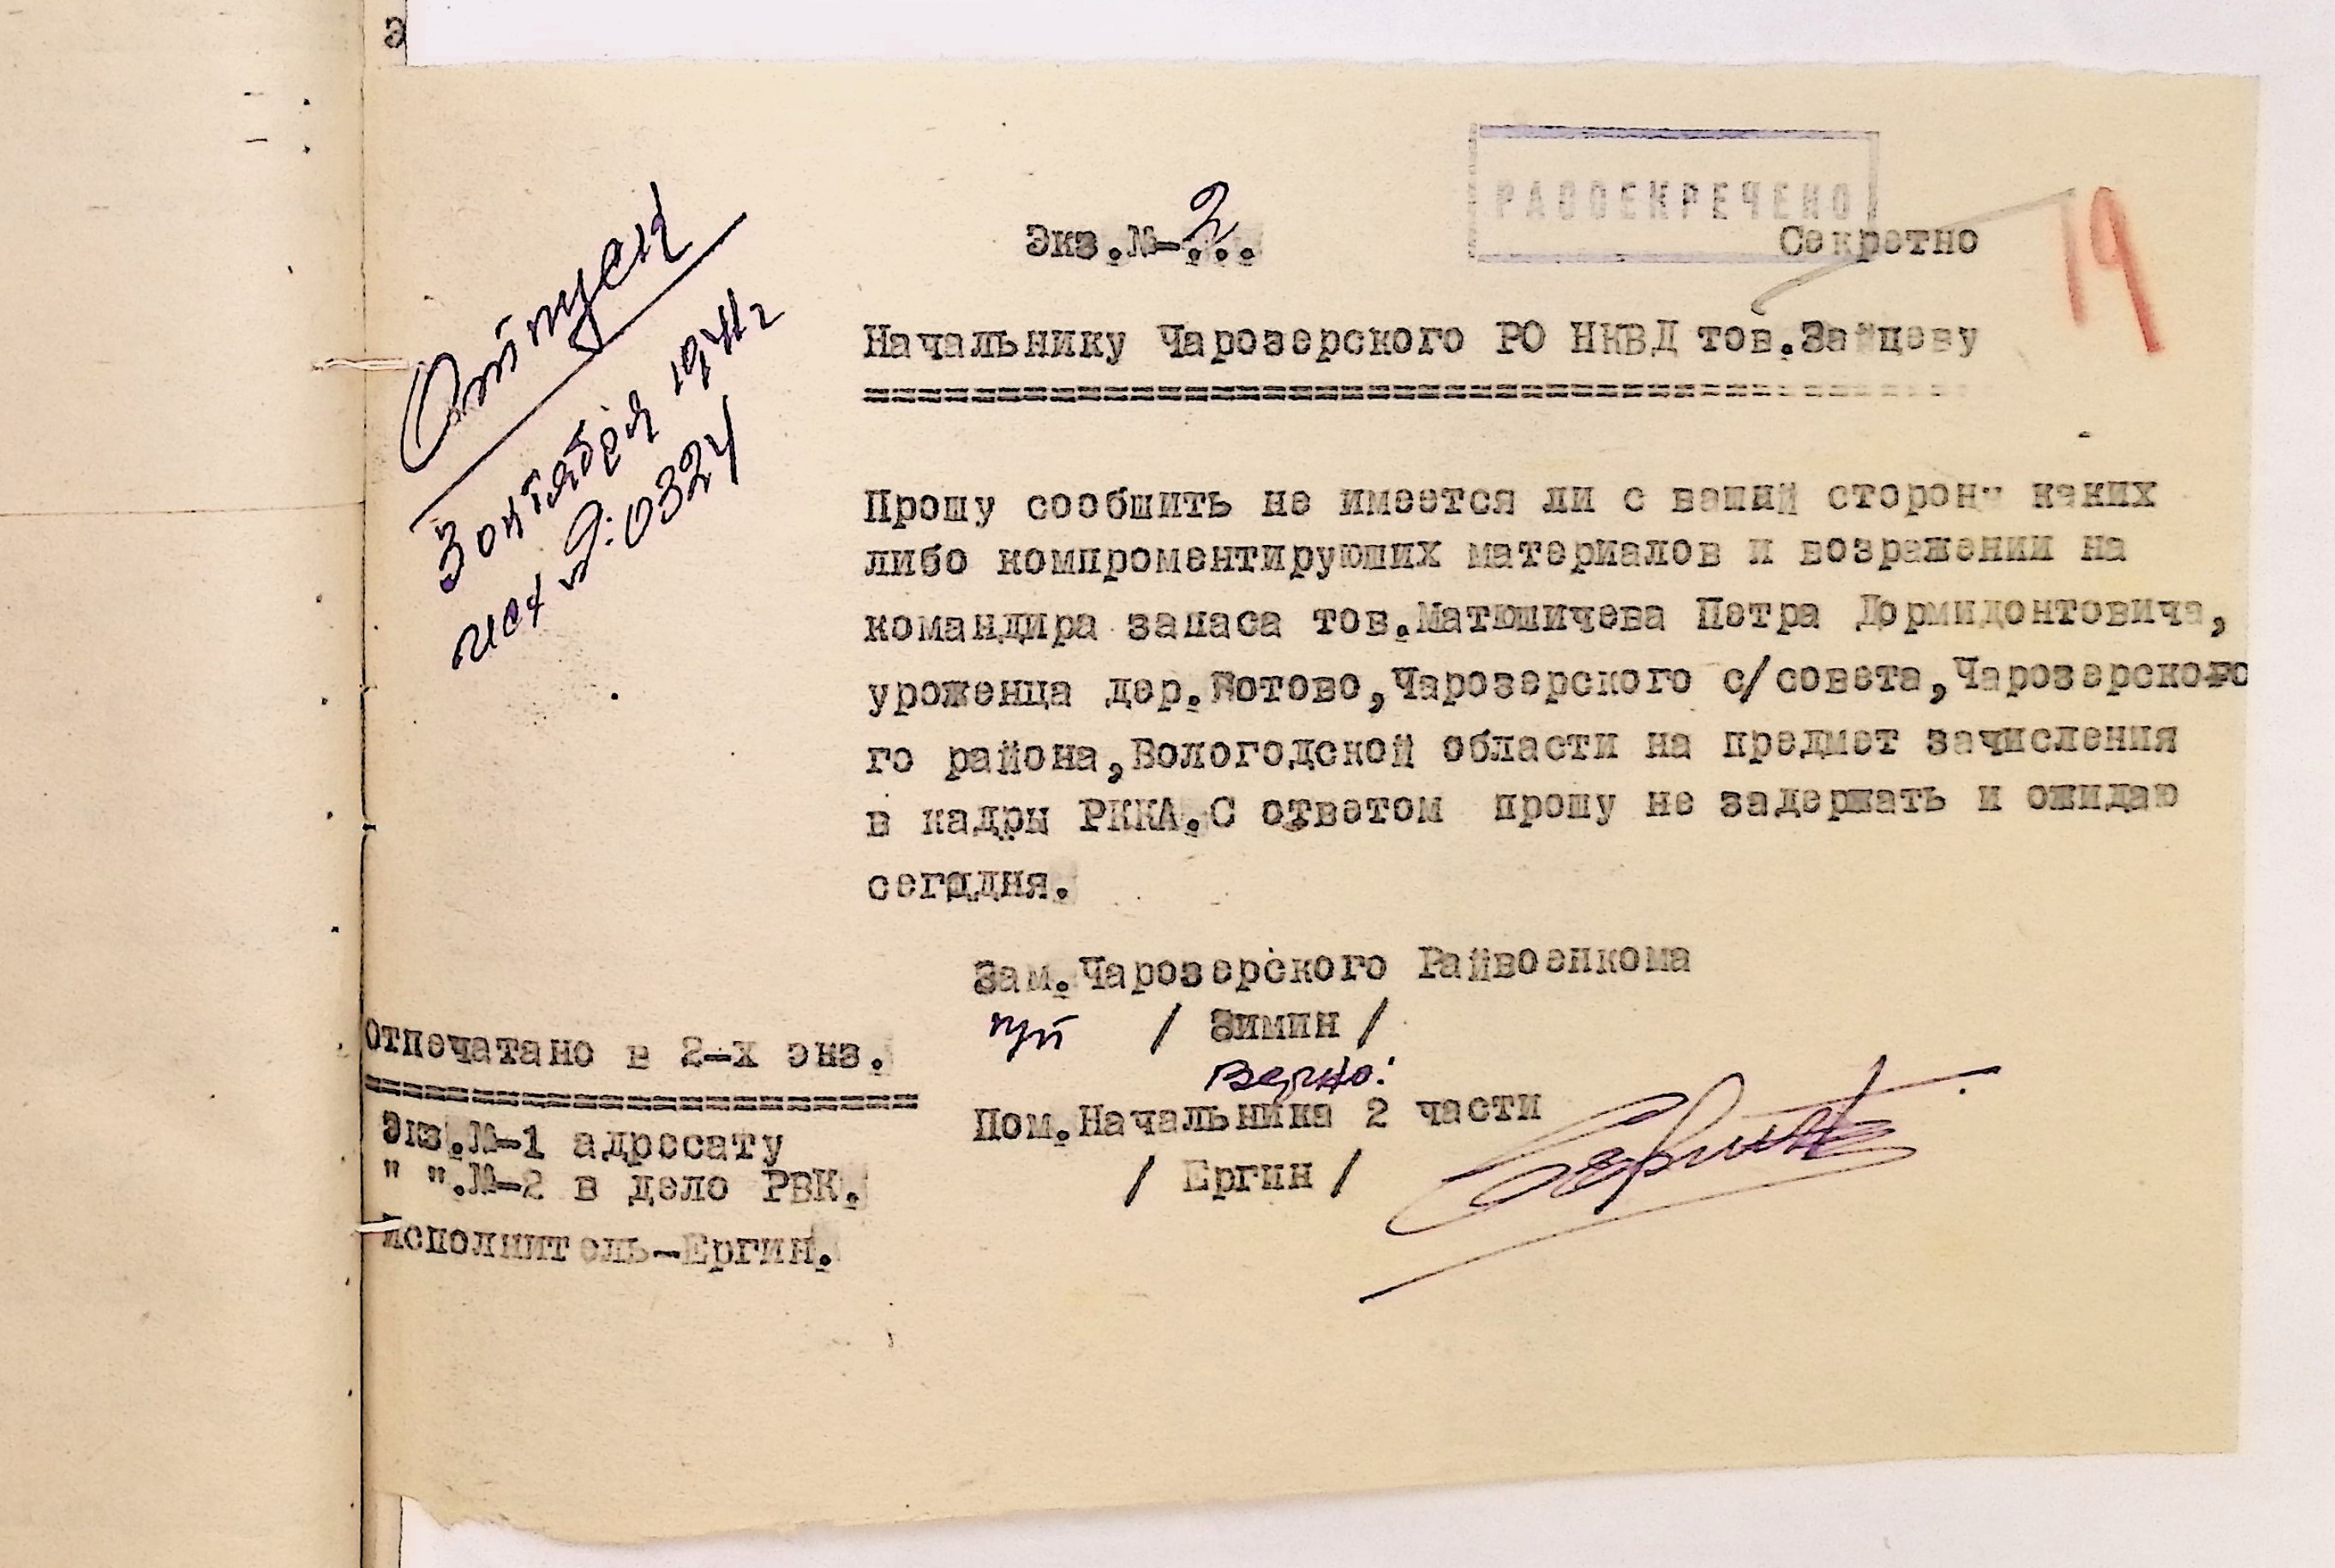 Э
РАССЕКРЕЧЕНО
19
Экз.№-..2.
Секретно
Отпуск
3 октября 1941г
исх №: 0324
Начальнику Чарозерского РО НКВД тов.Зайцеву
Прошу сообшить не имеется ли с вашей стороны каких
либо компроментируюших материалов и возражении на
командира запаса тов.Матюшичева Петра Дормидонтовича,
уроженца дер.Котово,Чарозерского с/совета,Чарозерско-го
го района,Вологодской области на предмет зачисления
в кадры РККА.С ответом прошу не задержать и ожидаю
сегодня.
Зам.Чарозерского Райвоенкома
/ Зимин /
Верно:
Пом.Начальника 2 части
/ Ергин /
Отпечатано в 2-х экз.
Экз.№-1 адресату
" ".№-2 в дело РВК.
Исполнитель-Ергин.